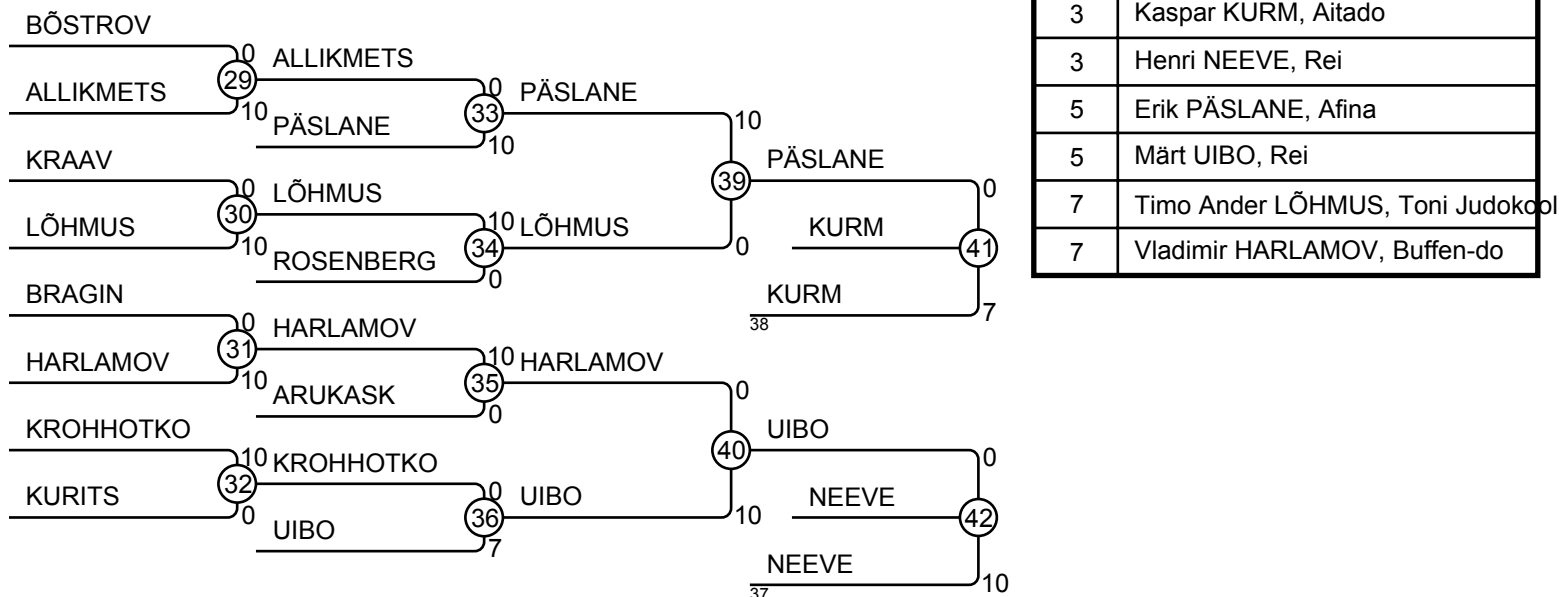 BÕSTROV
0
29
ALLIKMETS
10
ALLIKMETS
0
33
PÄSLANE
10
PÄSLANE
KRAAV
0
30
LÕHMUS
10
LÕHMUS
10
34
ROSENBERG
0
LÕHMUS
10
39
0
PÄSLANE
0
KURM
41
KURM
38
7
BRAGIN
0
31
HARLAMOV
10
HARLAMOV
10
35
ARUKASK
0
HARLAMOV
KROHHOTKO
10
32
KURITS
0
KROHHOTKO
0
36
UIBO
7
UIBO
0
40
10
UIBO
0
NEEVE
42
NEEVE
37
10
3 Kaspar KURM, Aitado
3 Henri NEEVE, Rei
5 Erik PÄSLANE, Afina
5 Märt UIBO, Rei
7 Timo Ander LÕHMUS, Toni Judokool
7 Vladimir HARLAMOV, Buffen-do